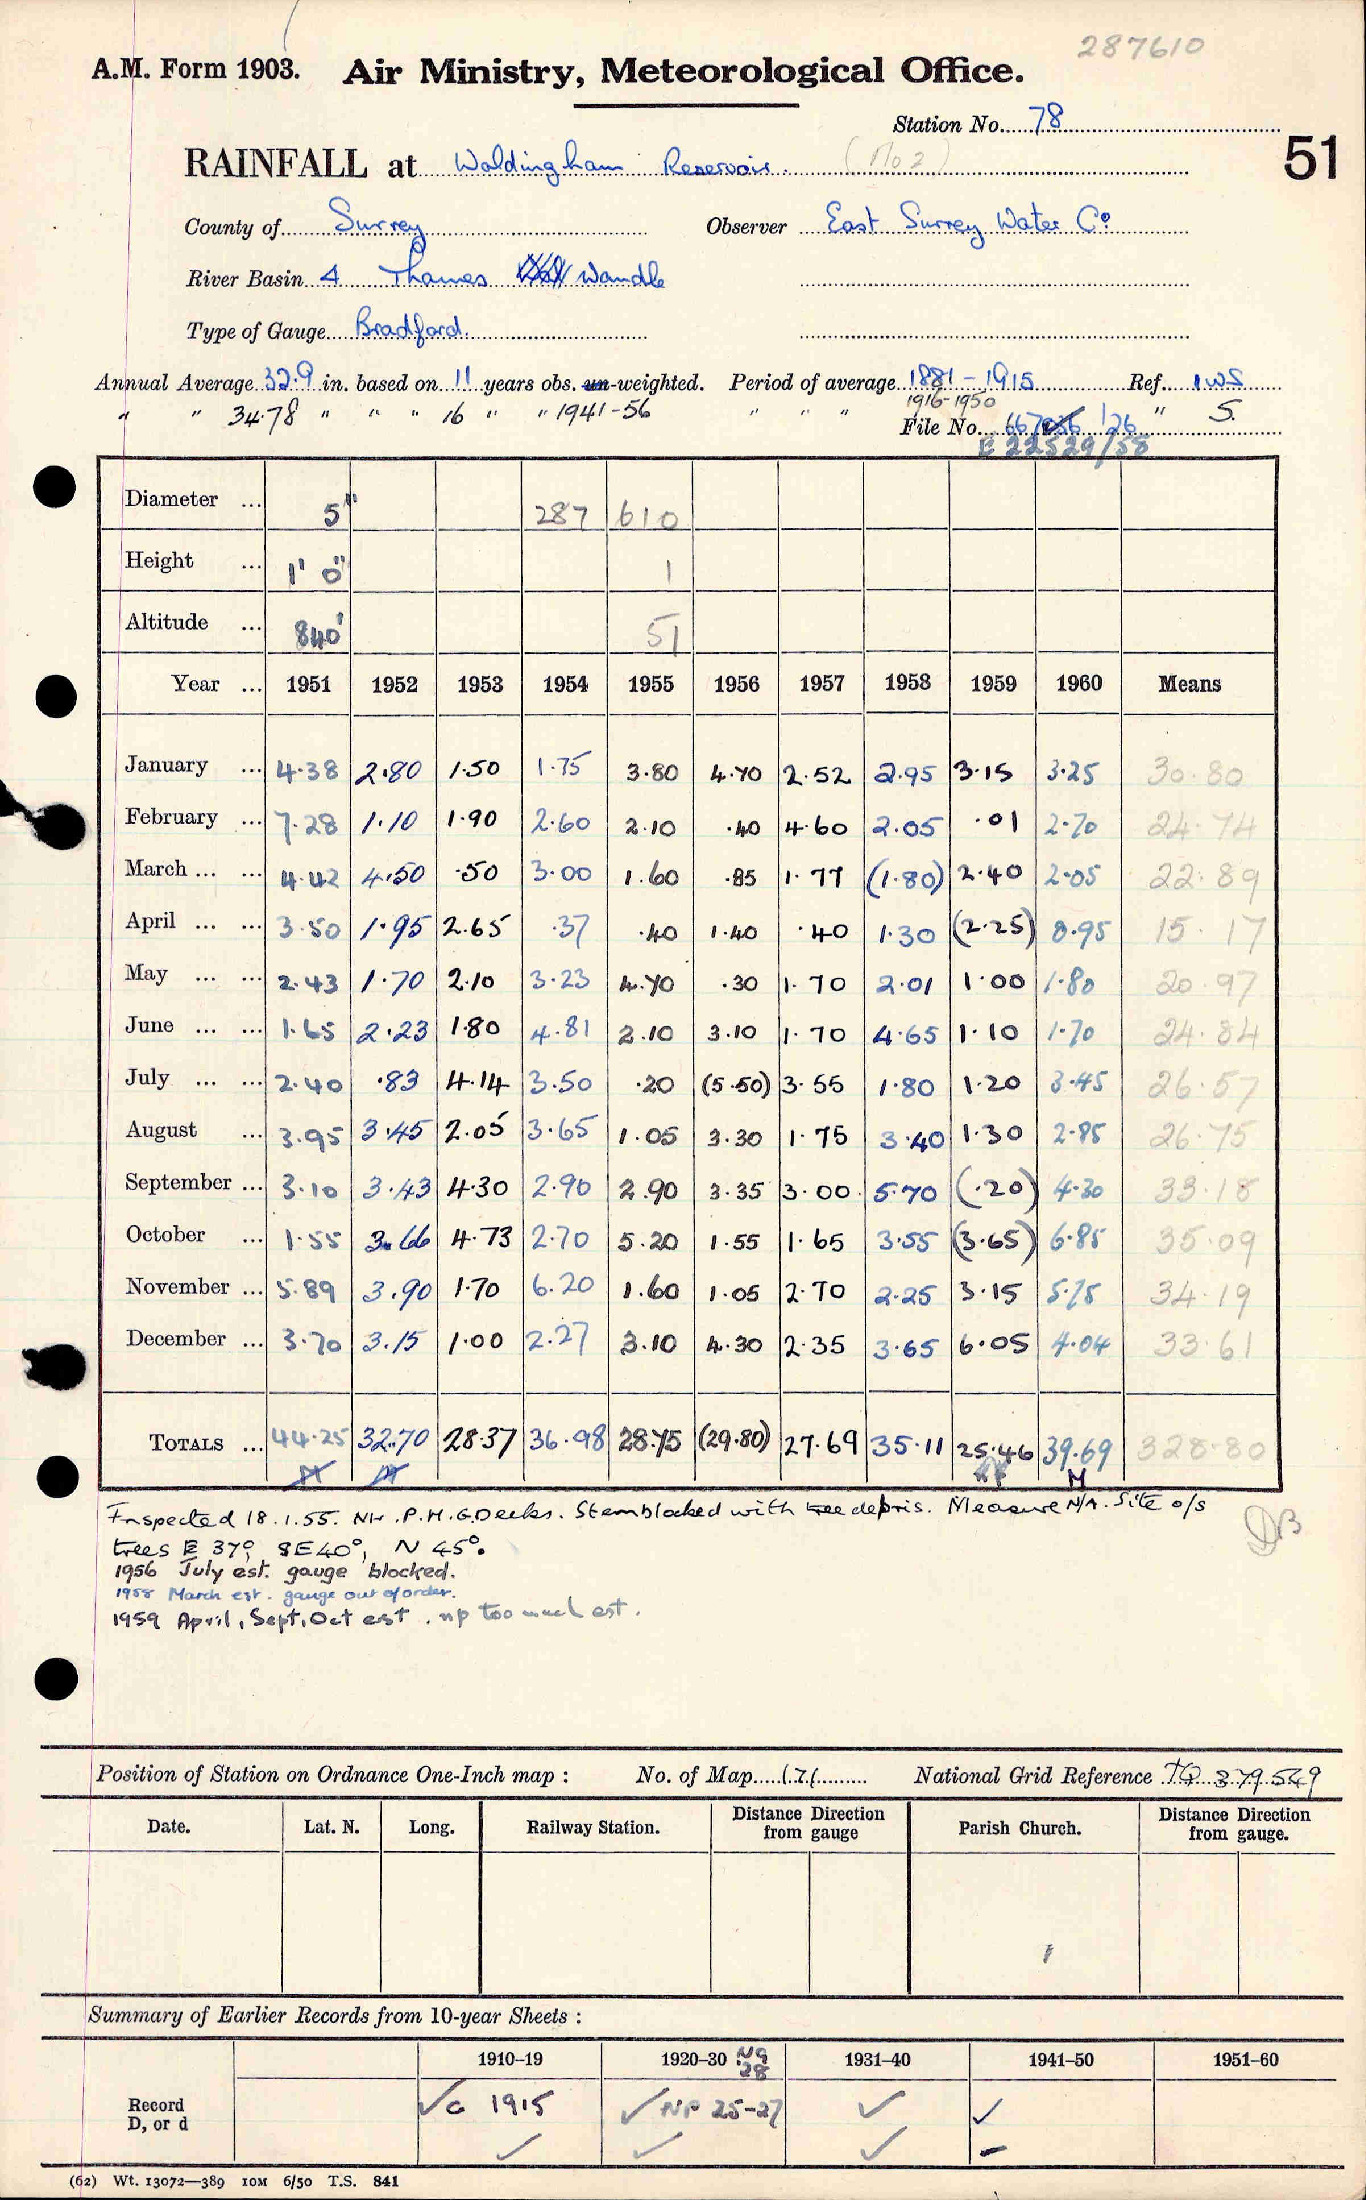 287610
A.M. Form 1903. Air Ministry, Meteorological Office.
Station No. 78
51
RAINFALL at Woldingham Reservoir. (No 2)
County of Surrey Observer East Surrey Water Co
River Basin 4 Thames Wandle
Type of Gauge Bradford.
Annual Average 32.9 in. based on 11 years obs. un-weighted. Period of average 1881-1915 Ref. IWS
" " 34.78 " " " 16 " " 1941-56 1916-1950 " " " " S.
File No. /26
E 22529/58
Diameter ... 5" 287 610
Height ... 1' 0" 1
Altitude ... 840' 51
Year ... 1951 1952 1953 1954 1955 1956 1957 1958 1959 1960 Means
January ... 4.38 2.80 1.50 1.75 3.80 4.70 2.52 2.95 3.15 3.25 30.80
February ... 7.28 1.10 1.90 2.60 2.10 .40 4.60 2.05 .01 2.70 24.74
March ... ... 4.42 4.50 .50 3.00 1.60 .85 1.77 (1.80) 2.40 2.05 22.89
April ... ... 3.50 1.95 2.65 .37 .40 1.40 .40 1.30 (2.25) 0.95 15.17
May ... ... 2.43 1.70 2.10 3.23 4.70 .30 1.70 2.01 1.00 1.80 20.97
June ... ... 1.65 2.23 1.80 4.81 2.10 3.10 1.70 4.65 1.10 1.70 24.84
July ... ... 2.40 .83 4.14 3.50 .20 (5.50) 3.55 1.80 1.20 3.45 26.57
August ... 3.95 3.45 2.05 3.65 1.05 3.30 1.75 3.40 1.30 2.85 26.75
September ... 3.10 3.43 4.30 2.90 2.90 3.35 3.00 5.70 (.20) 4.30 33.18
October ... 1.55 3.66 4.73 2.70 5.20 1.55 1.65 3.55 (3.65) 6.85 35.09
November ... 5.89 3.90 1.70 6.20 1.60 1.05 2.70 2.25 3.15 5.75 34.19
December ... 3.70 3.15 1.00 2.27 3.10 4.30 2.35 3.65 6.05 4.04 33.61
TOTALS ... 44.25 32.70 28.37 36.98 28.75 (29.80) 27.69 35.11 25.46 39.69 328.80
M
Inspected 18.1.55. NW. P.H.G.Deeks. Stem blocked with tree depris. Measure N/A. Site o/s
trees E 37°, SE40°, N 45°.
DB
1956 July est. gauge blocked.
1958 March est. gauge out of order.
1959 April, Sept, Oct est. np too much est.
Position of Station on Ordnance One-Inch map : No. of Map 171 National Grid Reference TQ 379549
Date. Lat. N. Long. Railway Station. Distance Direction from gauge Parish Church. Distance Direction from gauge.
Summary of Earlier Records from 10-year Sheets :
1910–19 1920–30 N9 28 1931–40 1941–50 1951–60
Record ✓c 1915 ✓NP 25-27 ✓ ✓
D, or d ✓ ✓ ✓ –
(62) Wt. 13072—389 10M 6/50 T.S. 841